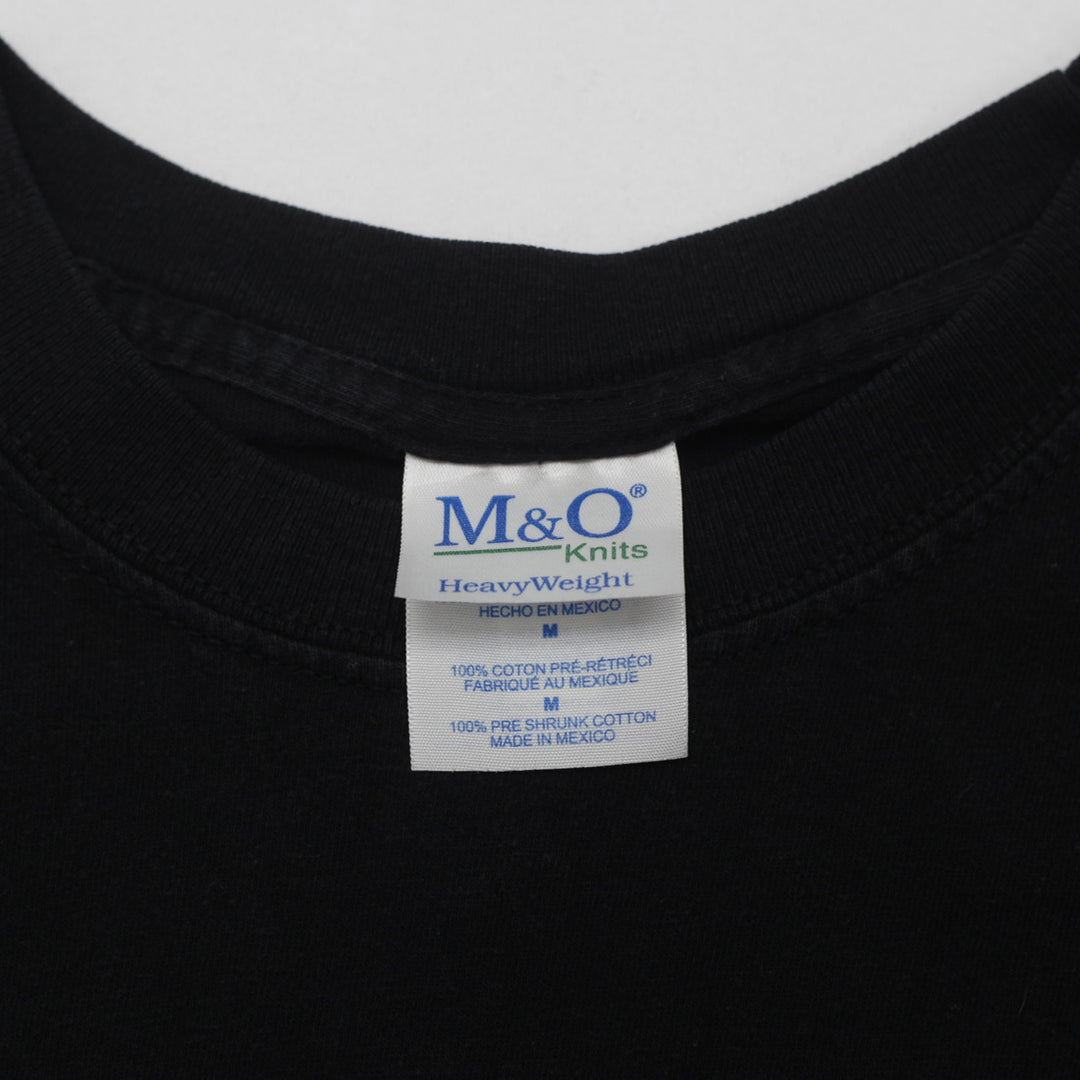 M&O®
Knits
HeavyWeight
HECHO EN MEXICO
M
100% COTON PRÉ-RÉTRÉCI
FABRIQUÉ AU MEXIQUE
M
100% PRE SHRUNK COTTON
MADE IN MEXICO